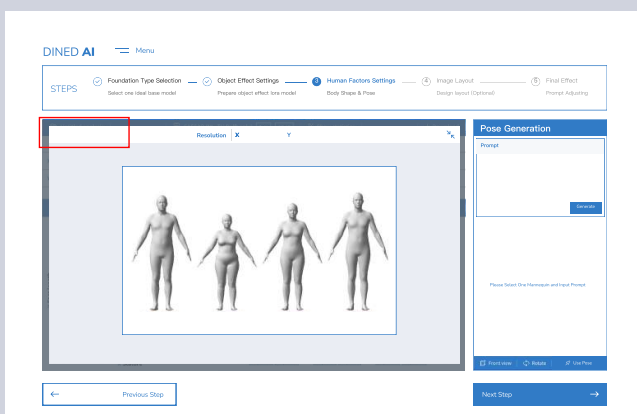 DINED AI
Menu
STEPS
Foundation Type Selection
Select one ideal base model
Object Effect Settings
Prepare object effect lora model
3
Human Factors Settings
Body Shape & Pose
4
Image Layout
Design layout (Optional)
5
Final Effect
Prompt Adjusting
Resolution X Y
Pose Generation
Prompt
Generate
Please Select One Mannequin and Input Prompt
Front view
Rotate
Use Pose
Previous Step
Next Step